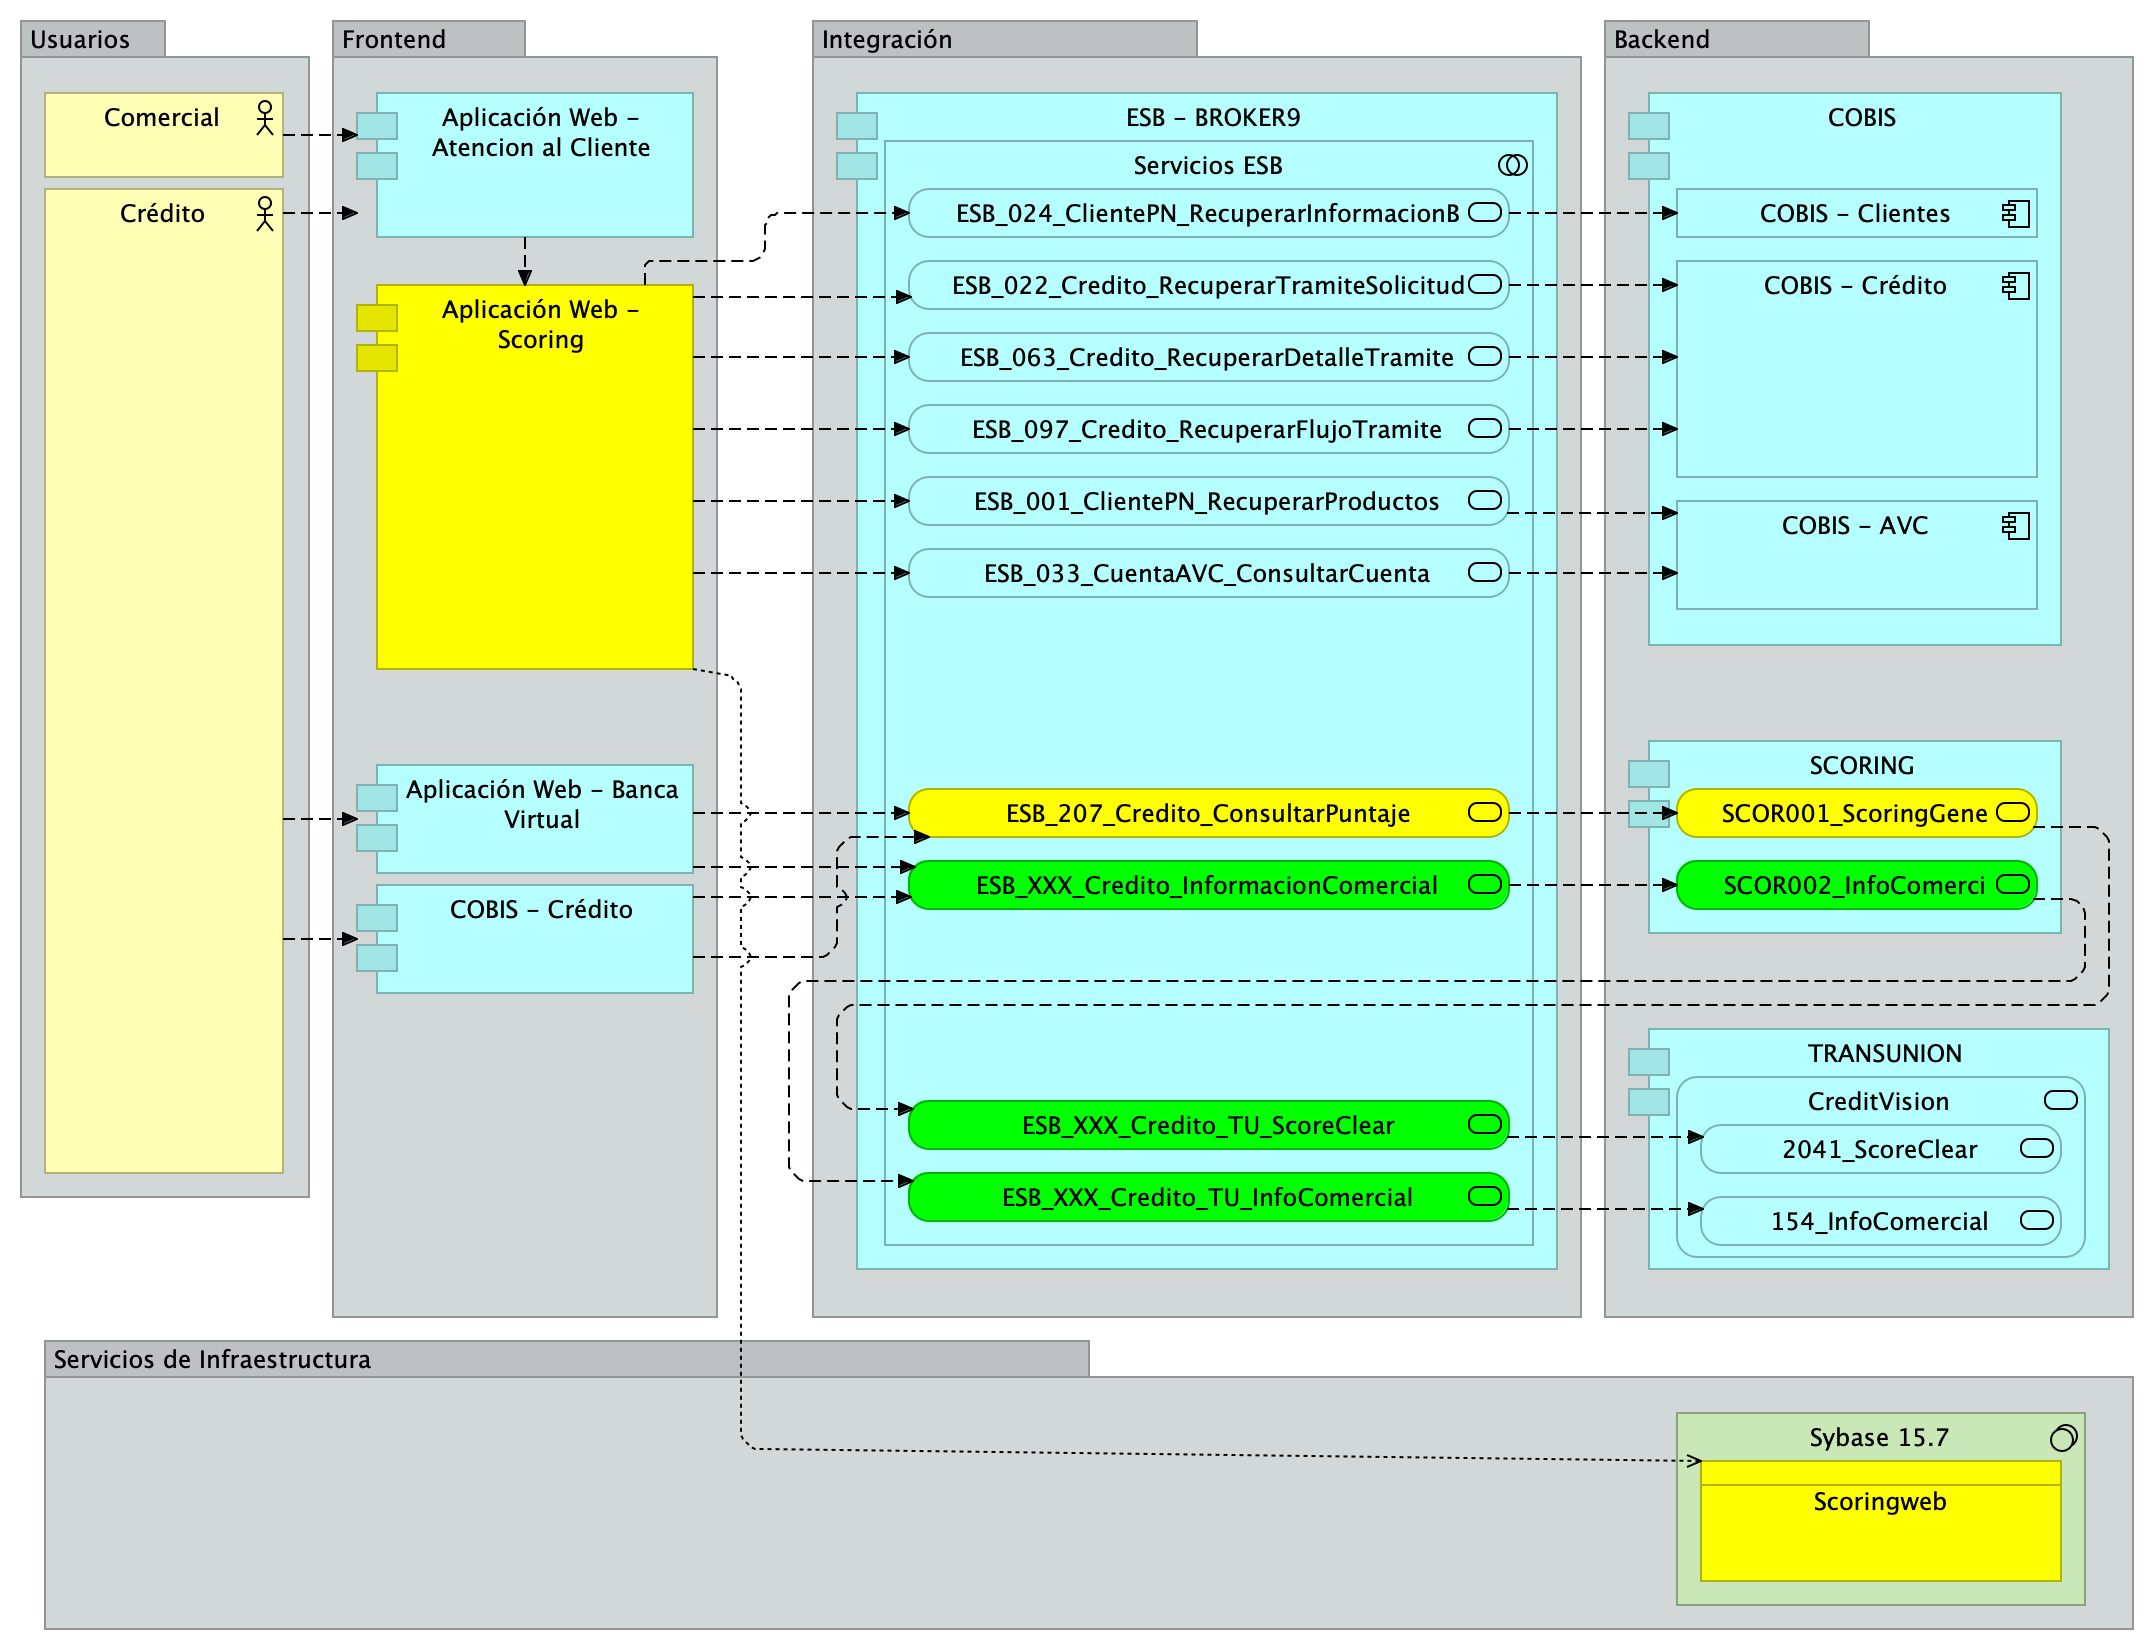 Usuarios
Comercial
Crédito
Frontend
Aplicación Web –
Atencion al Cliente
Aplicación Web –
Scoring
Aplicación Web – Banca
Virtual
COBIS – Crédito
Integración
ESB – BROKER9
Servicios ESB
ESB_024_ClientePN_RecuperarInformacionB
ESB_022_Credito_RecuperarTramiteSolicitud
ESB_063_Credito_RecuperarDetalleTramite
ESB_097_Credito_RecuperarFlujoTramite
ESB_001_ClientePN_RecuperarProductos
ESB_033_CuentaAVC_ConsultarCuenta
ESB_207_Credito_ConsultarPuntaje
ESB_XXX_Credito_InformacionComercial
ESB_XXX_Credito_TU_ScoreClear
ESB_XXX_Credito_TU_InfoComercial
Backend
COBIS
COBIS – Clientes
COBIS – Crédito
COBIS – AVC
SCORING
SCOR001_ScoringGene
SCOR002_InfoComerci
TRANSUNION
CreditVision
2041_ScoreClear
154_InfoComercial
Servicios de Infraestructura
Sybase 15.7
Scoringweb